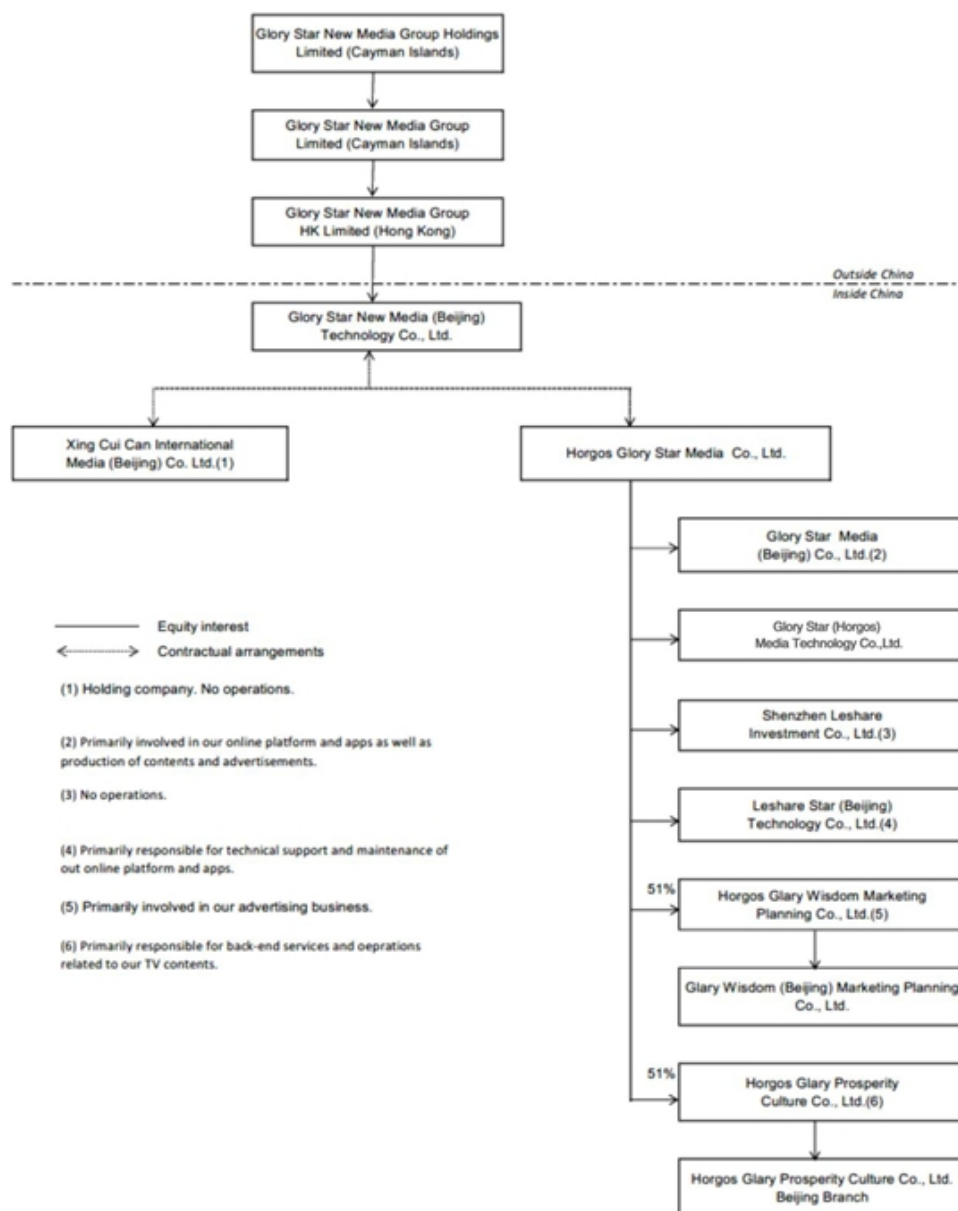 Glory Star New Media Group Holdings
Limited (Cayman Islands)
Glory Star New Media Group
Limited (Cayman Islands)
Glory Star New Media Group
HK Limited (Hong Kong)
Outside China
Inside China
Glory Star New Media (Beijing)
Technology Co., Ltd.
Xing Cui Can International
Media (Beijing) Co. Ltd.(1)
Horgos Glory Star Media Co., Ltd.
Glory Star Media
(Beijing) Co., Ltd.(2)
Glory Star (Horgos)
Media Technology Co.,Ltd.
Shenzhen Leshare
Investment Co., Ltd.(3)
Leshare Star (Beijing)
Technology Co., Ltd.(4)
51%
Horgos Glary Wisdom Marketing
Planning Co., Ltd.(5)
Glary Wisdom (Beijing) Marketing Planning
Co., Ltd.
51%
Horgos Glary Prosperity
Culture Co., Ltd.(6)
Horgos Glary Prosperity Culture Co., Ltd.
Beijing Branch
Equity interest
Contractual arrangements
(1) Holding company. No operations.
(2) Primarily involved in our online platform and apps as well as
production of contents and advertisements.
(3) No operations.
(4) Primarily responsible for technical support and maintenance of
out online platform and apps.
(5) Primarily involved in our advertising business.
(6) Primarily responsible for back-end services and oeprations
related to our TV contents.